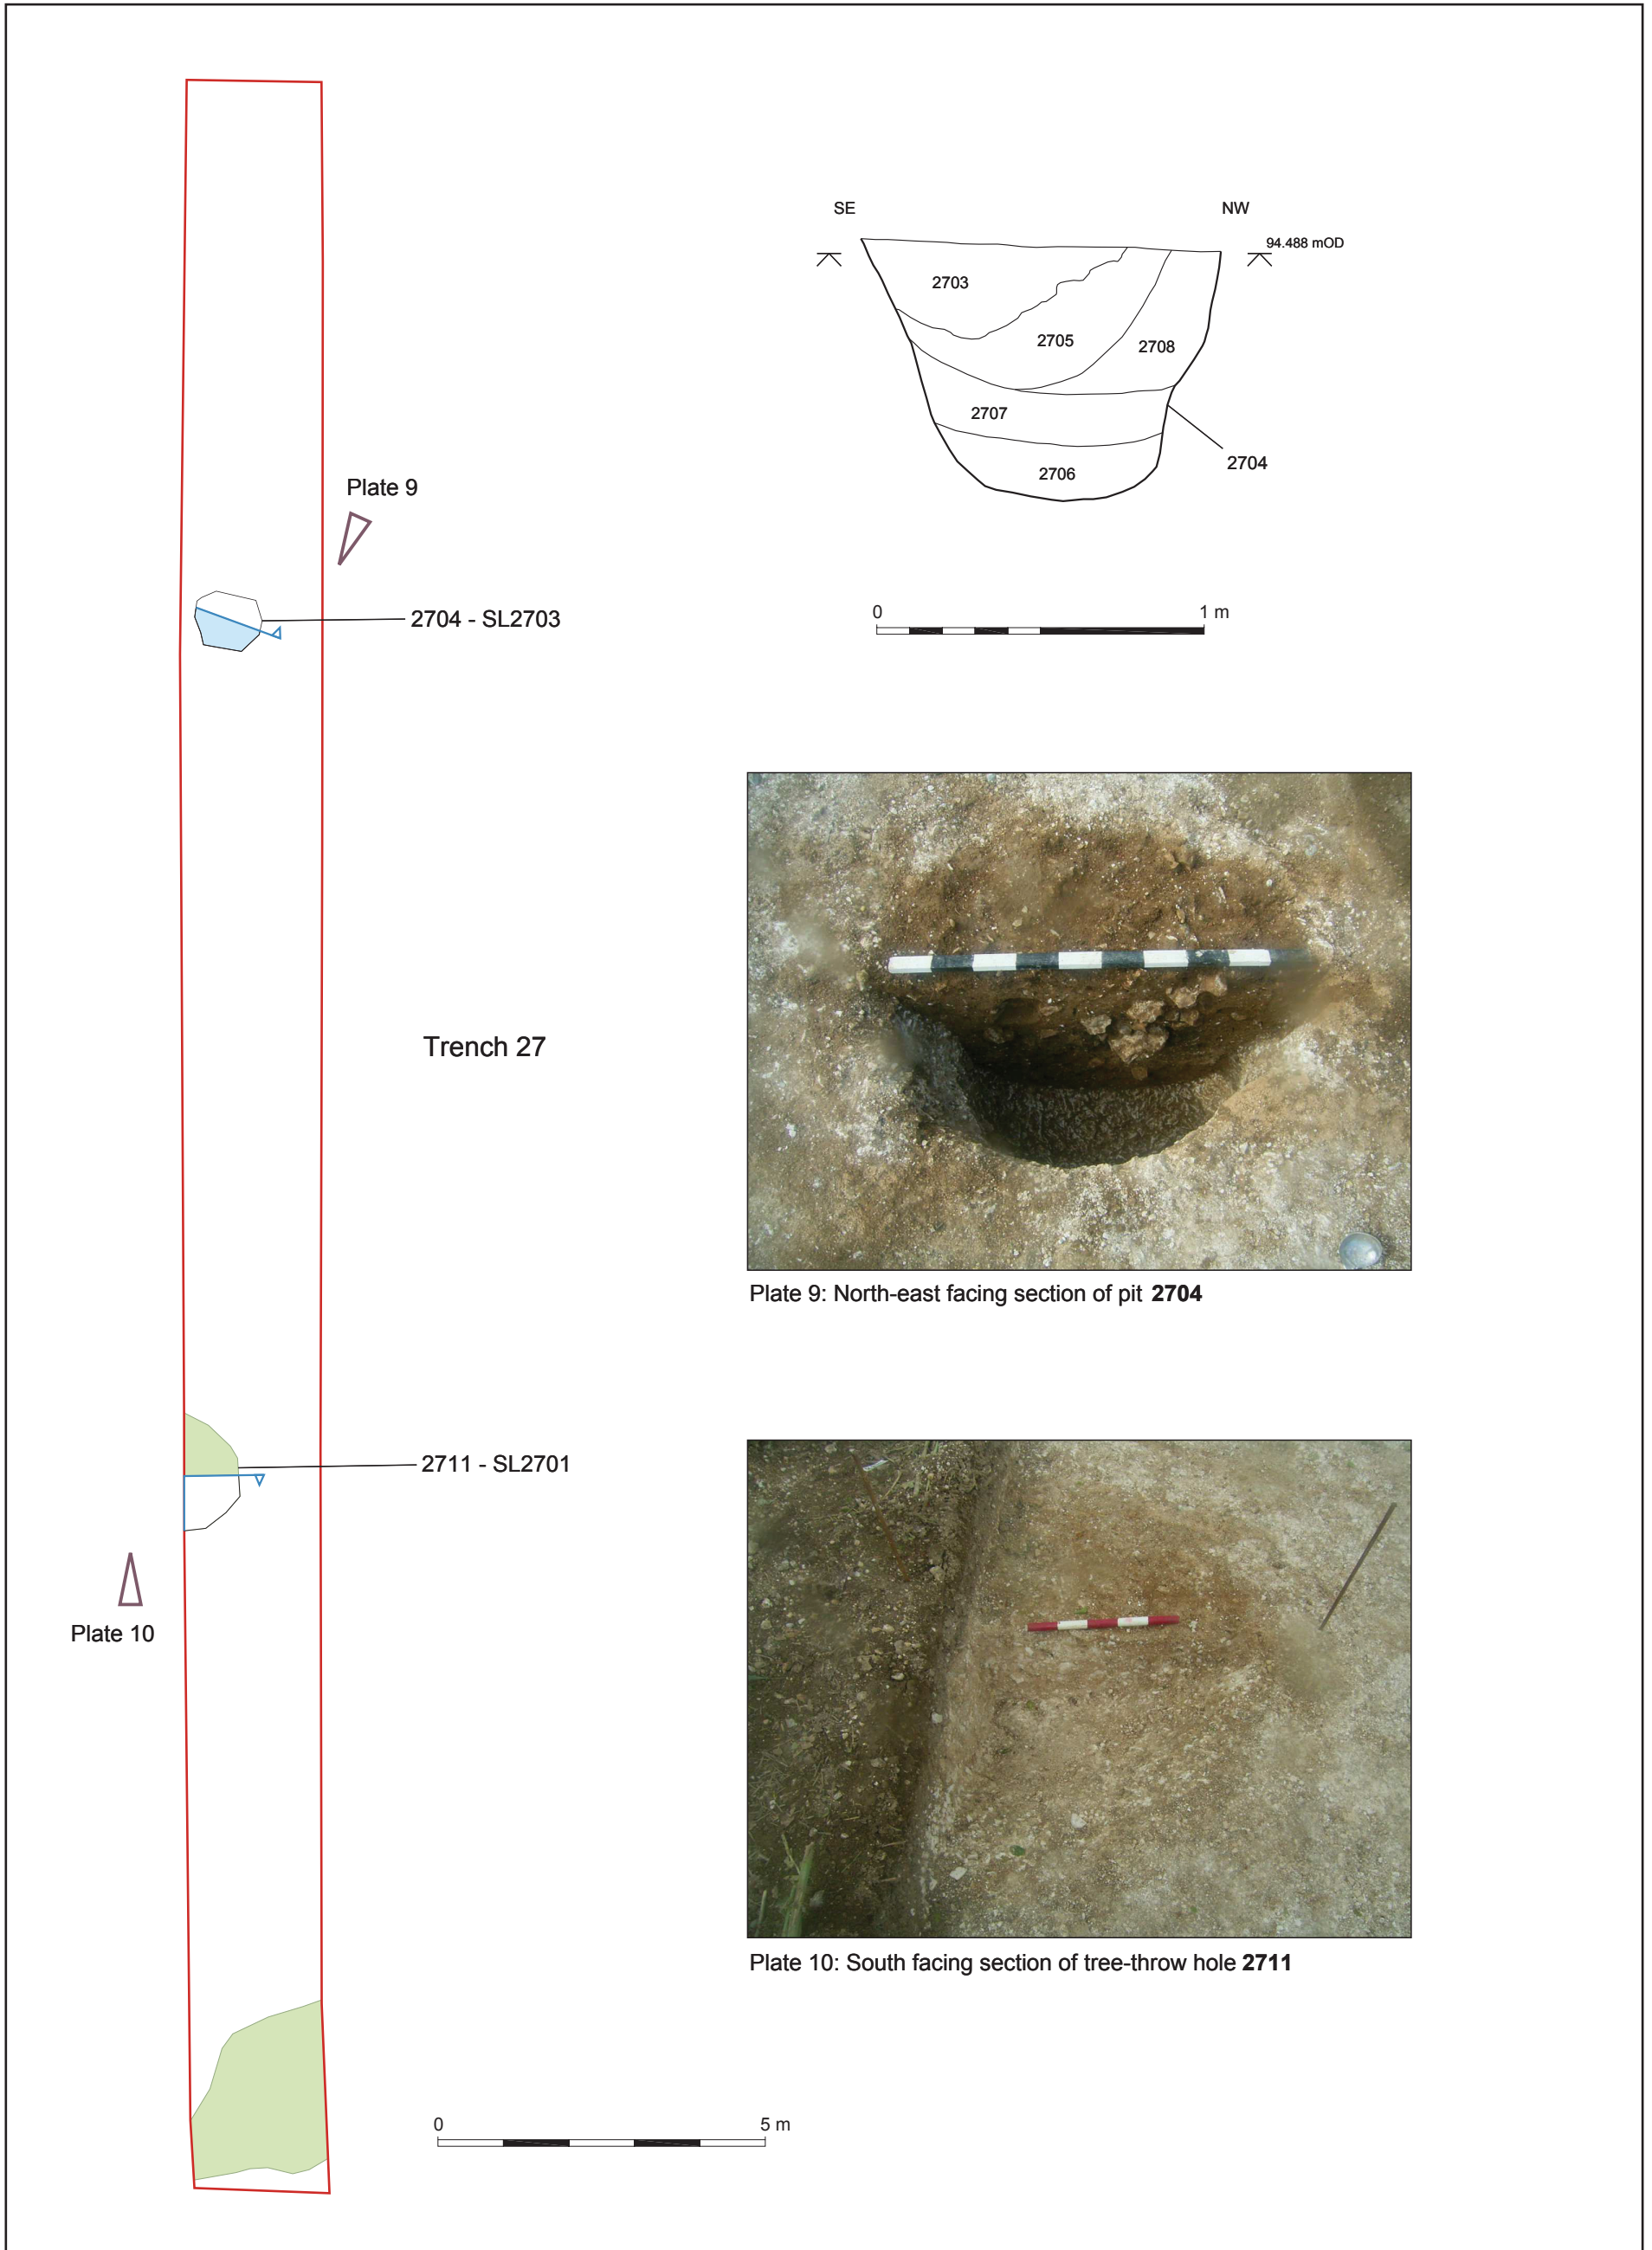 SE
NW
94.488 mOD
2703
2705
2708
2707
2704
2706
Plate 9
0
1 m
2704 - SL2703
Trench 27
Plate 9: North-east facing section of pit 2704
2711 - SL2701
Plate 10
Plate 10: South facing section of tree-throw hole 2711
0
5 m